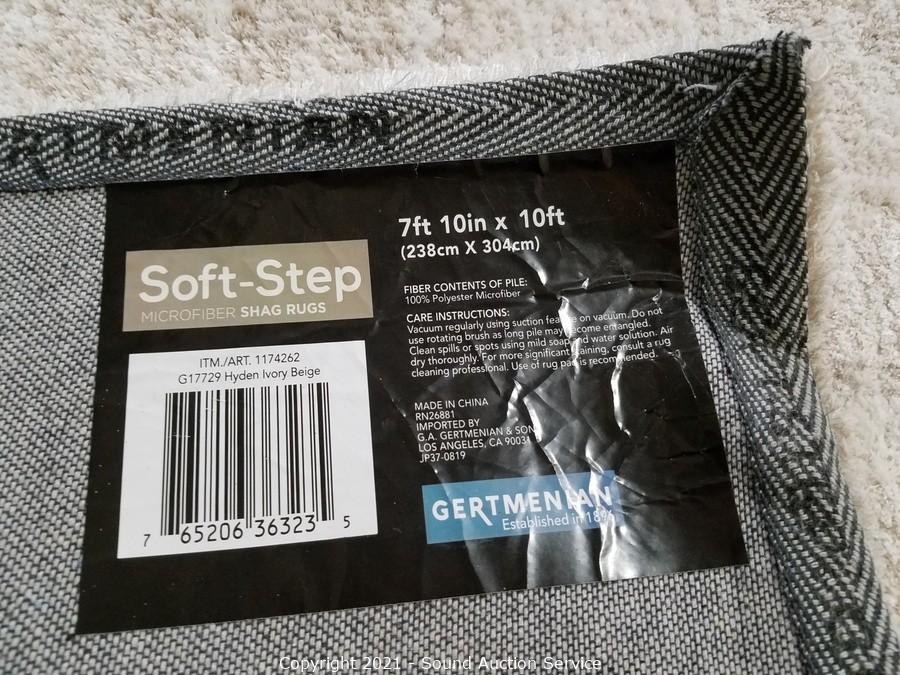 GERTMENIAN
7ft 10in x 10ft
(238cm X 304cm)
Soft-Step
MICROFIBER SHAG RUGS
FIBER CONTENTS OF PILE:
100% Polyester Microfiber
CARE INSTRUCTIONS:
Vacuum regularly using suction feature on vacuum. Do not
use rotating brush as long pile may become entangled.
Clean spills or spots using mild soap and water solution. Air
dry thoroughly. For more significant staining, consult a rug
cleaning professional. Use of rug pad is recommended.
ITM./ART. 1174262
G17729 Hyden Ivory Beige
7 65206 36323 5
MADE IN CHINA
RN26881
IMPORTED BY
G.A. GERTMENIAN & SON
LOS ANGELES, CA 90031
JP37-0819
GERTMENIAN
Established in 1896
Copyright 2021 - Sound Auction Service